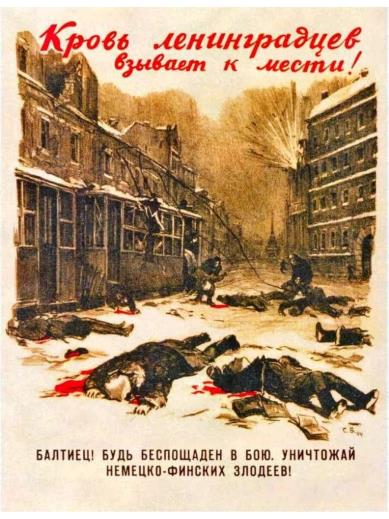 Кровь ленинградцев
взывает к мести!
БАЛТИЕЦ! БУДЬ БЕСПОЩАДЕН В БОЮ. УНИЧТОЖАЙ
НЕМЕЦКО-ФИНСКИХ ЗЛОДЕЕВ!